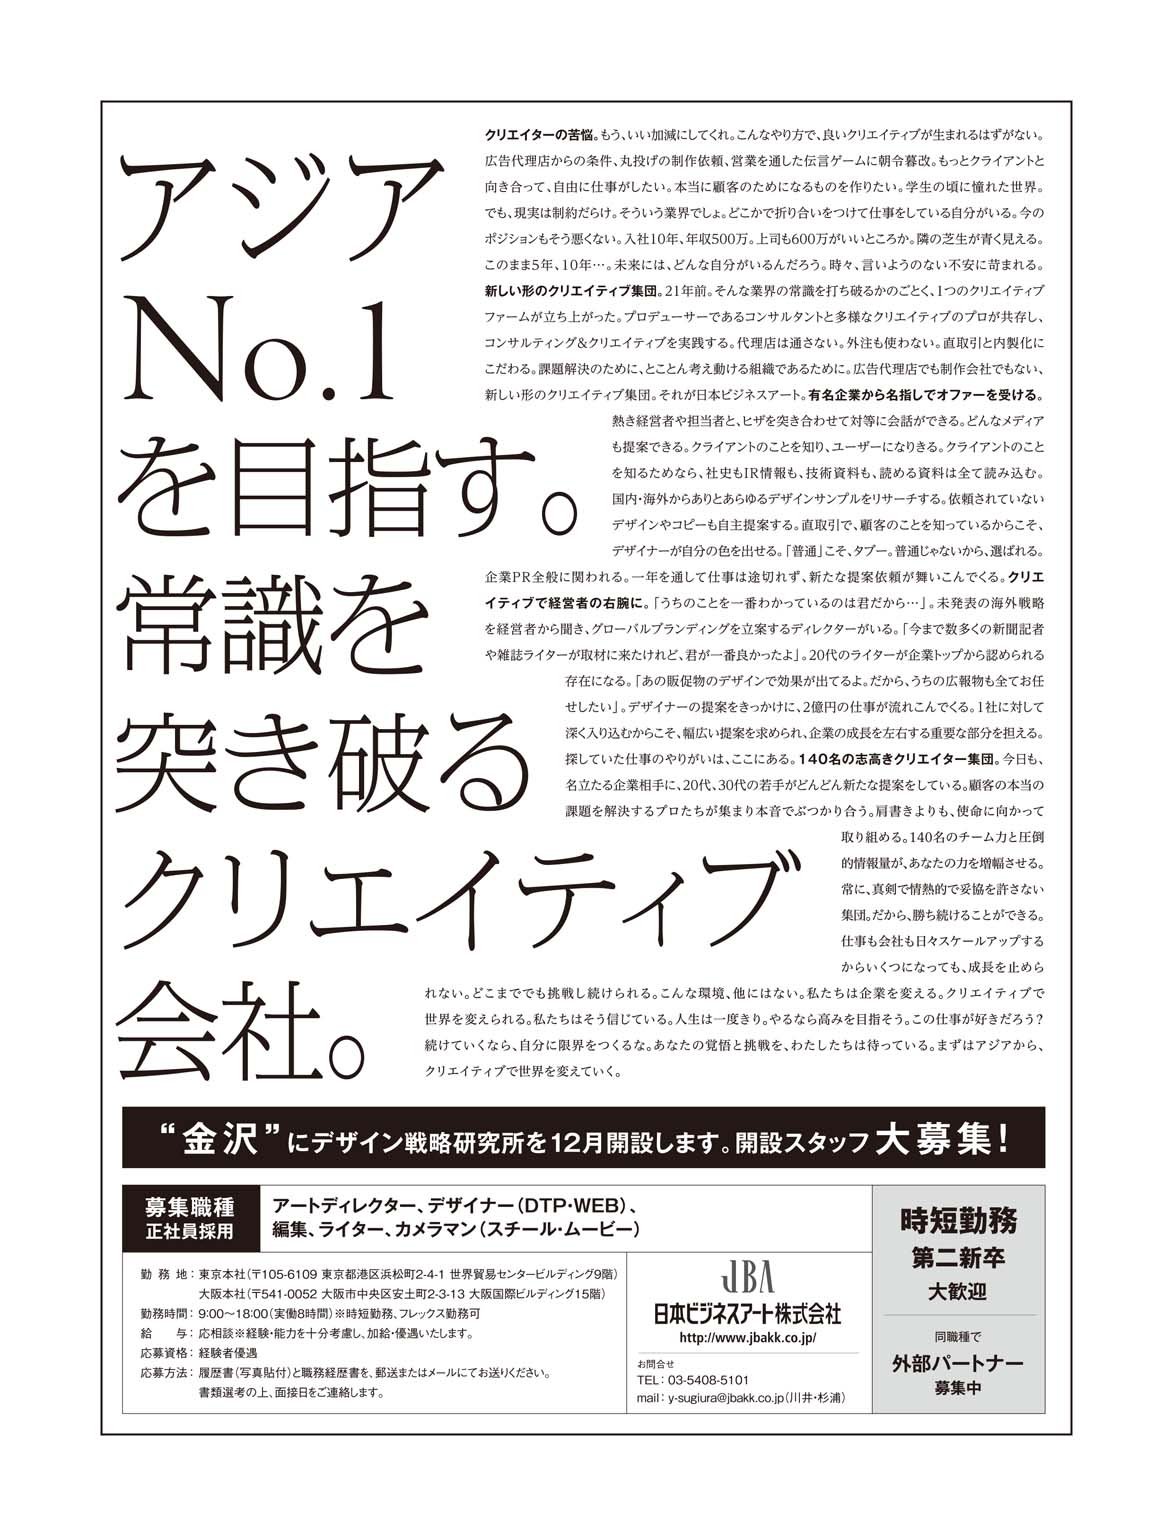 アジア
No.1
を目指す。
常識を
突き破る
クリエイティブ
会社。
クリエイターの苦悩。もう、いい加減にしてくれ。こんなやり方で、良いクリエイティブが生まれるはずがない。
広告代理店からの条件、丸投げの制作依頼、営業を通した伝言ゲームに朝令暮改。もっとクライアントと
向き合って、自由に仕事がしたい。本当に顧客のためになるものを作りたい。学生の頃に憧れた世界。
でも、現実は制約だらけ。そういう業界でしょ。どこかで折り合いをつけて仕事をしている自分がいる。今の
ポジションもそう悪くない。入社10年、年収500万。上司も600万がいいところか。隣の芝生が青く見える。
このまま5年、10年…。未来には、どんな自分がいるんだろう。時々、言いようのない不安に苛まれる。
新しい形のクリエイティブ集団。21年前。そんな業界の常識を打ち破るかのごとく、1つのクリエイティブ
ファームが立ち上がった。プロデューサーであるコンサルタントと多様なクリエイティブのプロが共存し、
コンサルティング&クリエイティブを実践する。代理店は通さない。外注も使わない。直取引と内製化に
こだわる。課題解決のために、とことん考え動ける組織であるために。広告代理店でも制作会社でもない、
新しい形のクリエイティブ集団。それが日本ビジネスアート。有名企業から名指しでオファーを受ける。
熱き経営者や担当者と、ヒザを突き合わせて対等に会話ができる。どんなメディア
も提案できる。クライアントのことを知り、ユーザーになりきる。クライアントのこと
を知るためなら、社史もIR情報も、技術資料も、読める資料は全て読み込む。
国内・海外からありとあらゆるデザインサンプルをリサーチする。依頼されていない
デザインやコピーも自主提案する。直取引で、顧客のことを知っているからこそ、
デザイナーが自分の色を出せる。「普通」こそ、タブー。普通じゃないから、選ばれる。
企業PR全般に関われる。一年を通して仕事は途切れず、新たな提案依頼が舞いこんでくる。クリエ
イティブで経営者の右腕に。「うちのことを一番わかっているのは君だから…」。未発表の海外戦略
を経営者から聞き、グローバルブランディングを立案するディレクターがいる。「今まで数多くの新聞記者
や雑誌ライターが取材に来たけれど、君が一番良かったよ」。20代のライターが企業トップから認められる
存在になる。「あの販促物のデザインで効果が出てるよ。だから、うちの広報物も全てお任
せしたい」。デザイナーの提案をきっかけに、2億円の仕事が流れこんでくる。1社に対して
深く入り込むからこそ、幅広い提案を求められ、企業の成長を左右する重要な部分を担える。
探していた仕事のやりがいは、ここにある。140名の志高きクリエイター集団。今日も、
名立たる企業相手に、20代、30代の若手がどんどん新たな提案をしている。顧客の本当の
課題を解決するプロたちが集まり本音でぶつかり合う。肩書きよりも、使命に向かって
取り組める。140名のチーム力と圧倒
的情報量が、あなたの力を増幅させる。
常に、真剣で情熱的で妥協を許さない
集団。だから、勝ち続けることができる。
仕事も会社も日々スケールアップする
からいくつになっても、成長を止めら
れない。どこまででも挑戦し続けられる。こんな環境、他にはない。私たちは企業を変える。クリエイティブで
世界を変えられる。私たちはそう信じている。人生は一度きり。やるなら高みを目指そう。この仕事が好きだろう?
続けていくなら、自分に限界をつくるな。あなたの覚悟と挑戦を、わたしたちは待っている。まずはアジアから、
クリエイティブで世界を変えていく。
“金沢”にデザイン戦略研究所を12月開設します。開設スタッフ大募集!
募集職種
正社員採用
アートディレクター、デザイナー(DTP・WEB)、
編集、ライター、カメラマン(スチール・ムービー)
勤務地:東京本社(〒105-6109 東京都港区浜松町2-4-1 世界貿易センタービルディング9階)
大阪本社(〒541-0052 大阪市中央区安土町2-3-13 大阪国際ビルディング15階)
勤務時間:9:00〜18:00(実働8時間)※時短勤務、フレックス勤務可
給与:応相談※経験・能力を十分考慮し、加給・優遇いたします。
応募資格:経験者優遇
応募方法:履歴書(写真貼付)と職務経歴書を、郵送またはメールにてお送りください。
書類選考の上、面接日をご連絡します。
JBA
日本ビジネスアート株式会社
http://www.jbakk.co.jp/
お問合せ
TEL:03-5408-5101
mail:y-sugiura@jbakk.co.jp(川井・杉浦)
時短勤務
第二新卒
大歓迎
同職種で
外部パートナー
募集中